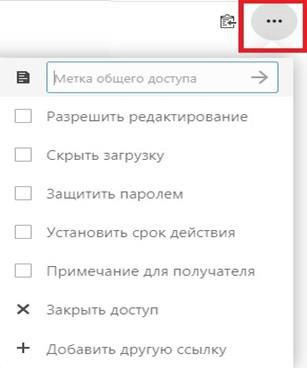 Метка общего доступа
Разрешить редактирование
Скрыть загрузку
Защитить паролем
Установить срок действия
Примечание для получателя
Закрыть доступ
Добавить другую ссылку